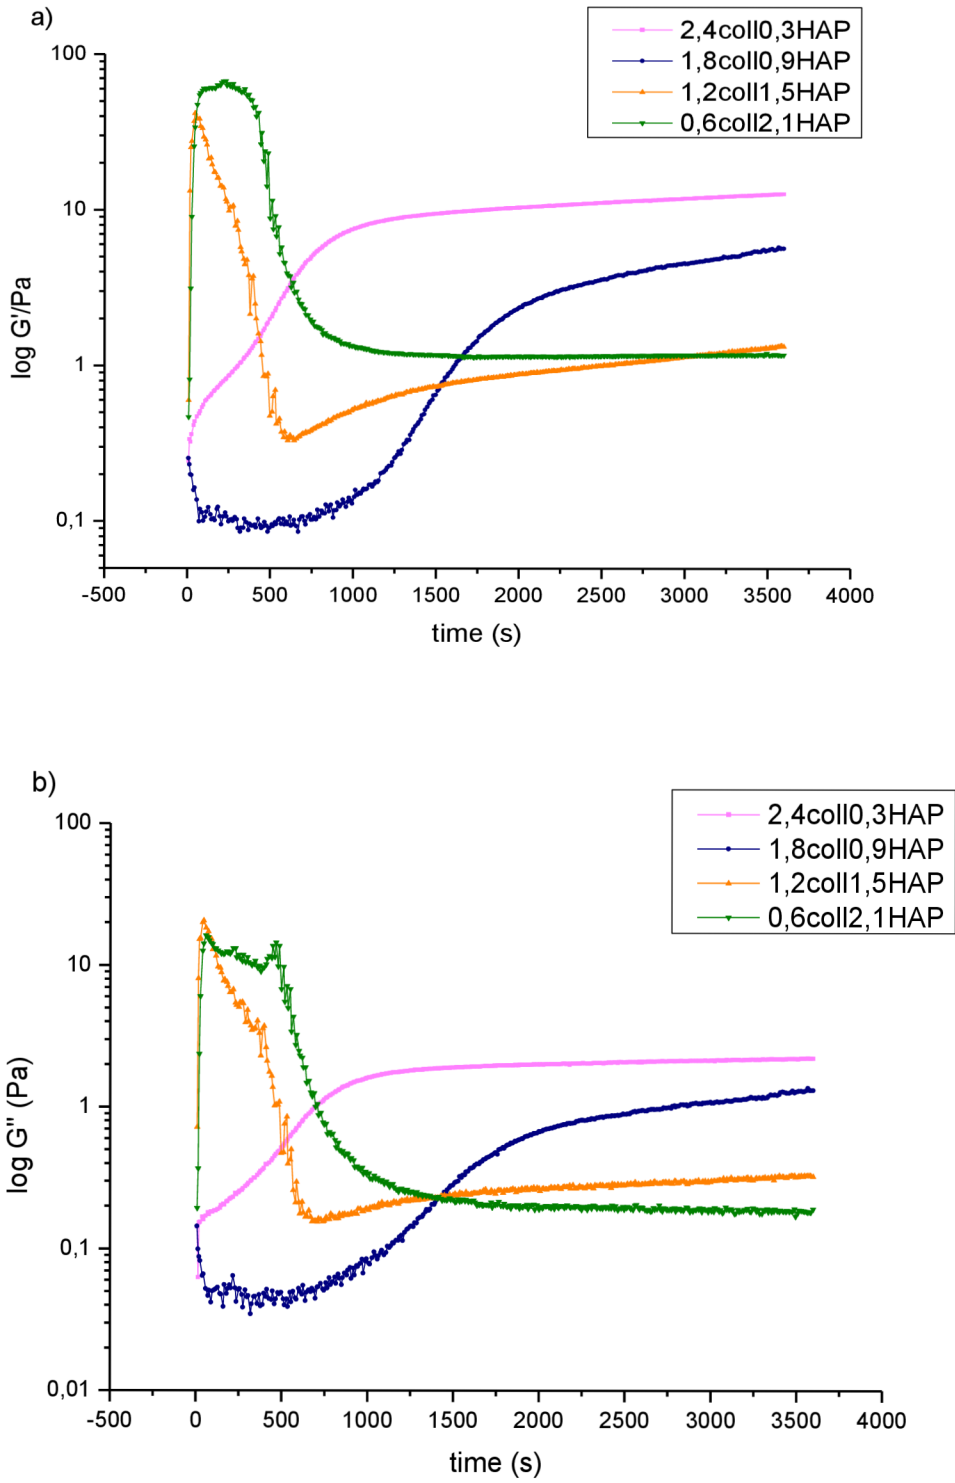 a)
2,4coll0,3HAP
1,8coll0,9HAP
1,2coll1,5HAP
0,6coll2,1HAP
100
10
1
0,1
log G'/Pa
-500 0 500 1000 1500 2000 2500 3000 3500 4000
time (s)
b)
2,4coll0,3HAP
1,8coll0,9HAP
1,2coll1,5HAP
0,6coll2,1HAP
100
10
1
0,1
0,01
log G'' (Pa)
-500 0 500 1000 1500 2000 2500 3000 3500 4000
time (s)